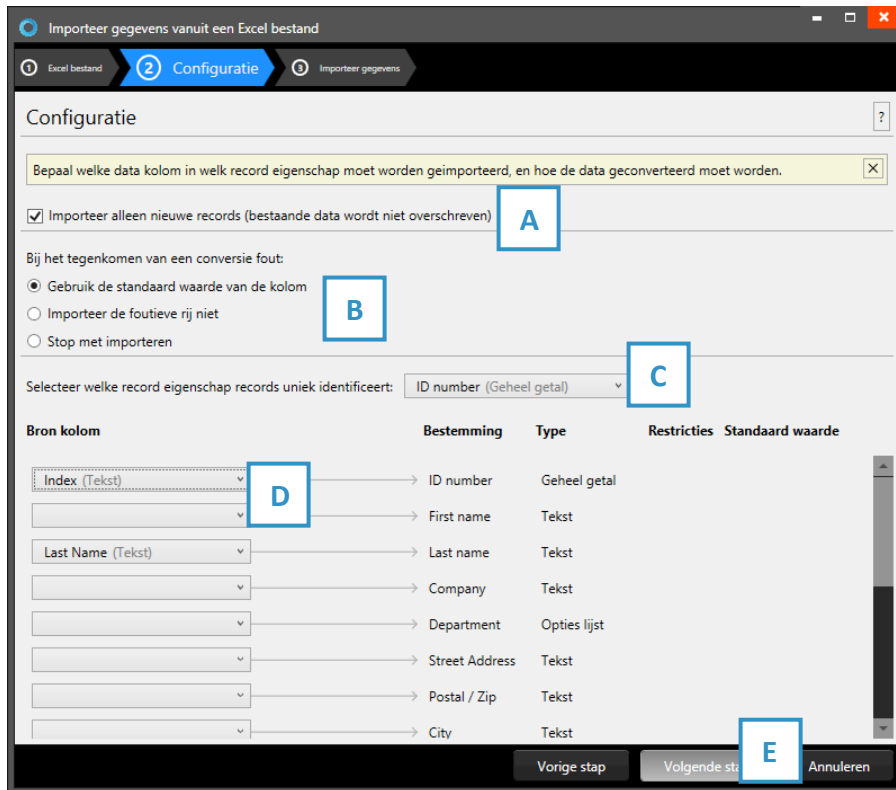 Importeer gegevens vanuit een Excel bestand
1 Excel bestand 2 Configuratie 3 Importeer gegevens
Configuratie ?
Bepaal welke data kolom in welk record eigenschap moet worden geimporteerd, en hoe de data geconverteerd moet worden.
Importeer alleen nieuwe records (bestaande data wordt niet overschreven) A
Bij het tegenkomen van een conversie fout:
Gebruik de standaard waarde van de kolom
Importeer de foutieve rij niet B
Stop met importeren
Selecteer welke record eigenschap records uniek identificeert: ID number (Geheel getal) C
Bron kolom Bestemming Type Restricties Standaard waarde
Index (Tekst) D ID number Geheel getal
First name Tekst
Last Name (Tekst) Last name Tekst
Company Tekst
Department Opties lijst
Street Address Tekst
Postal / Zip Tekst
City Tekst
Vorige stap Volgende E Annuleren